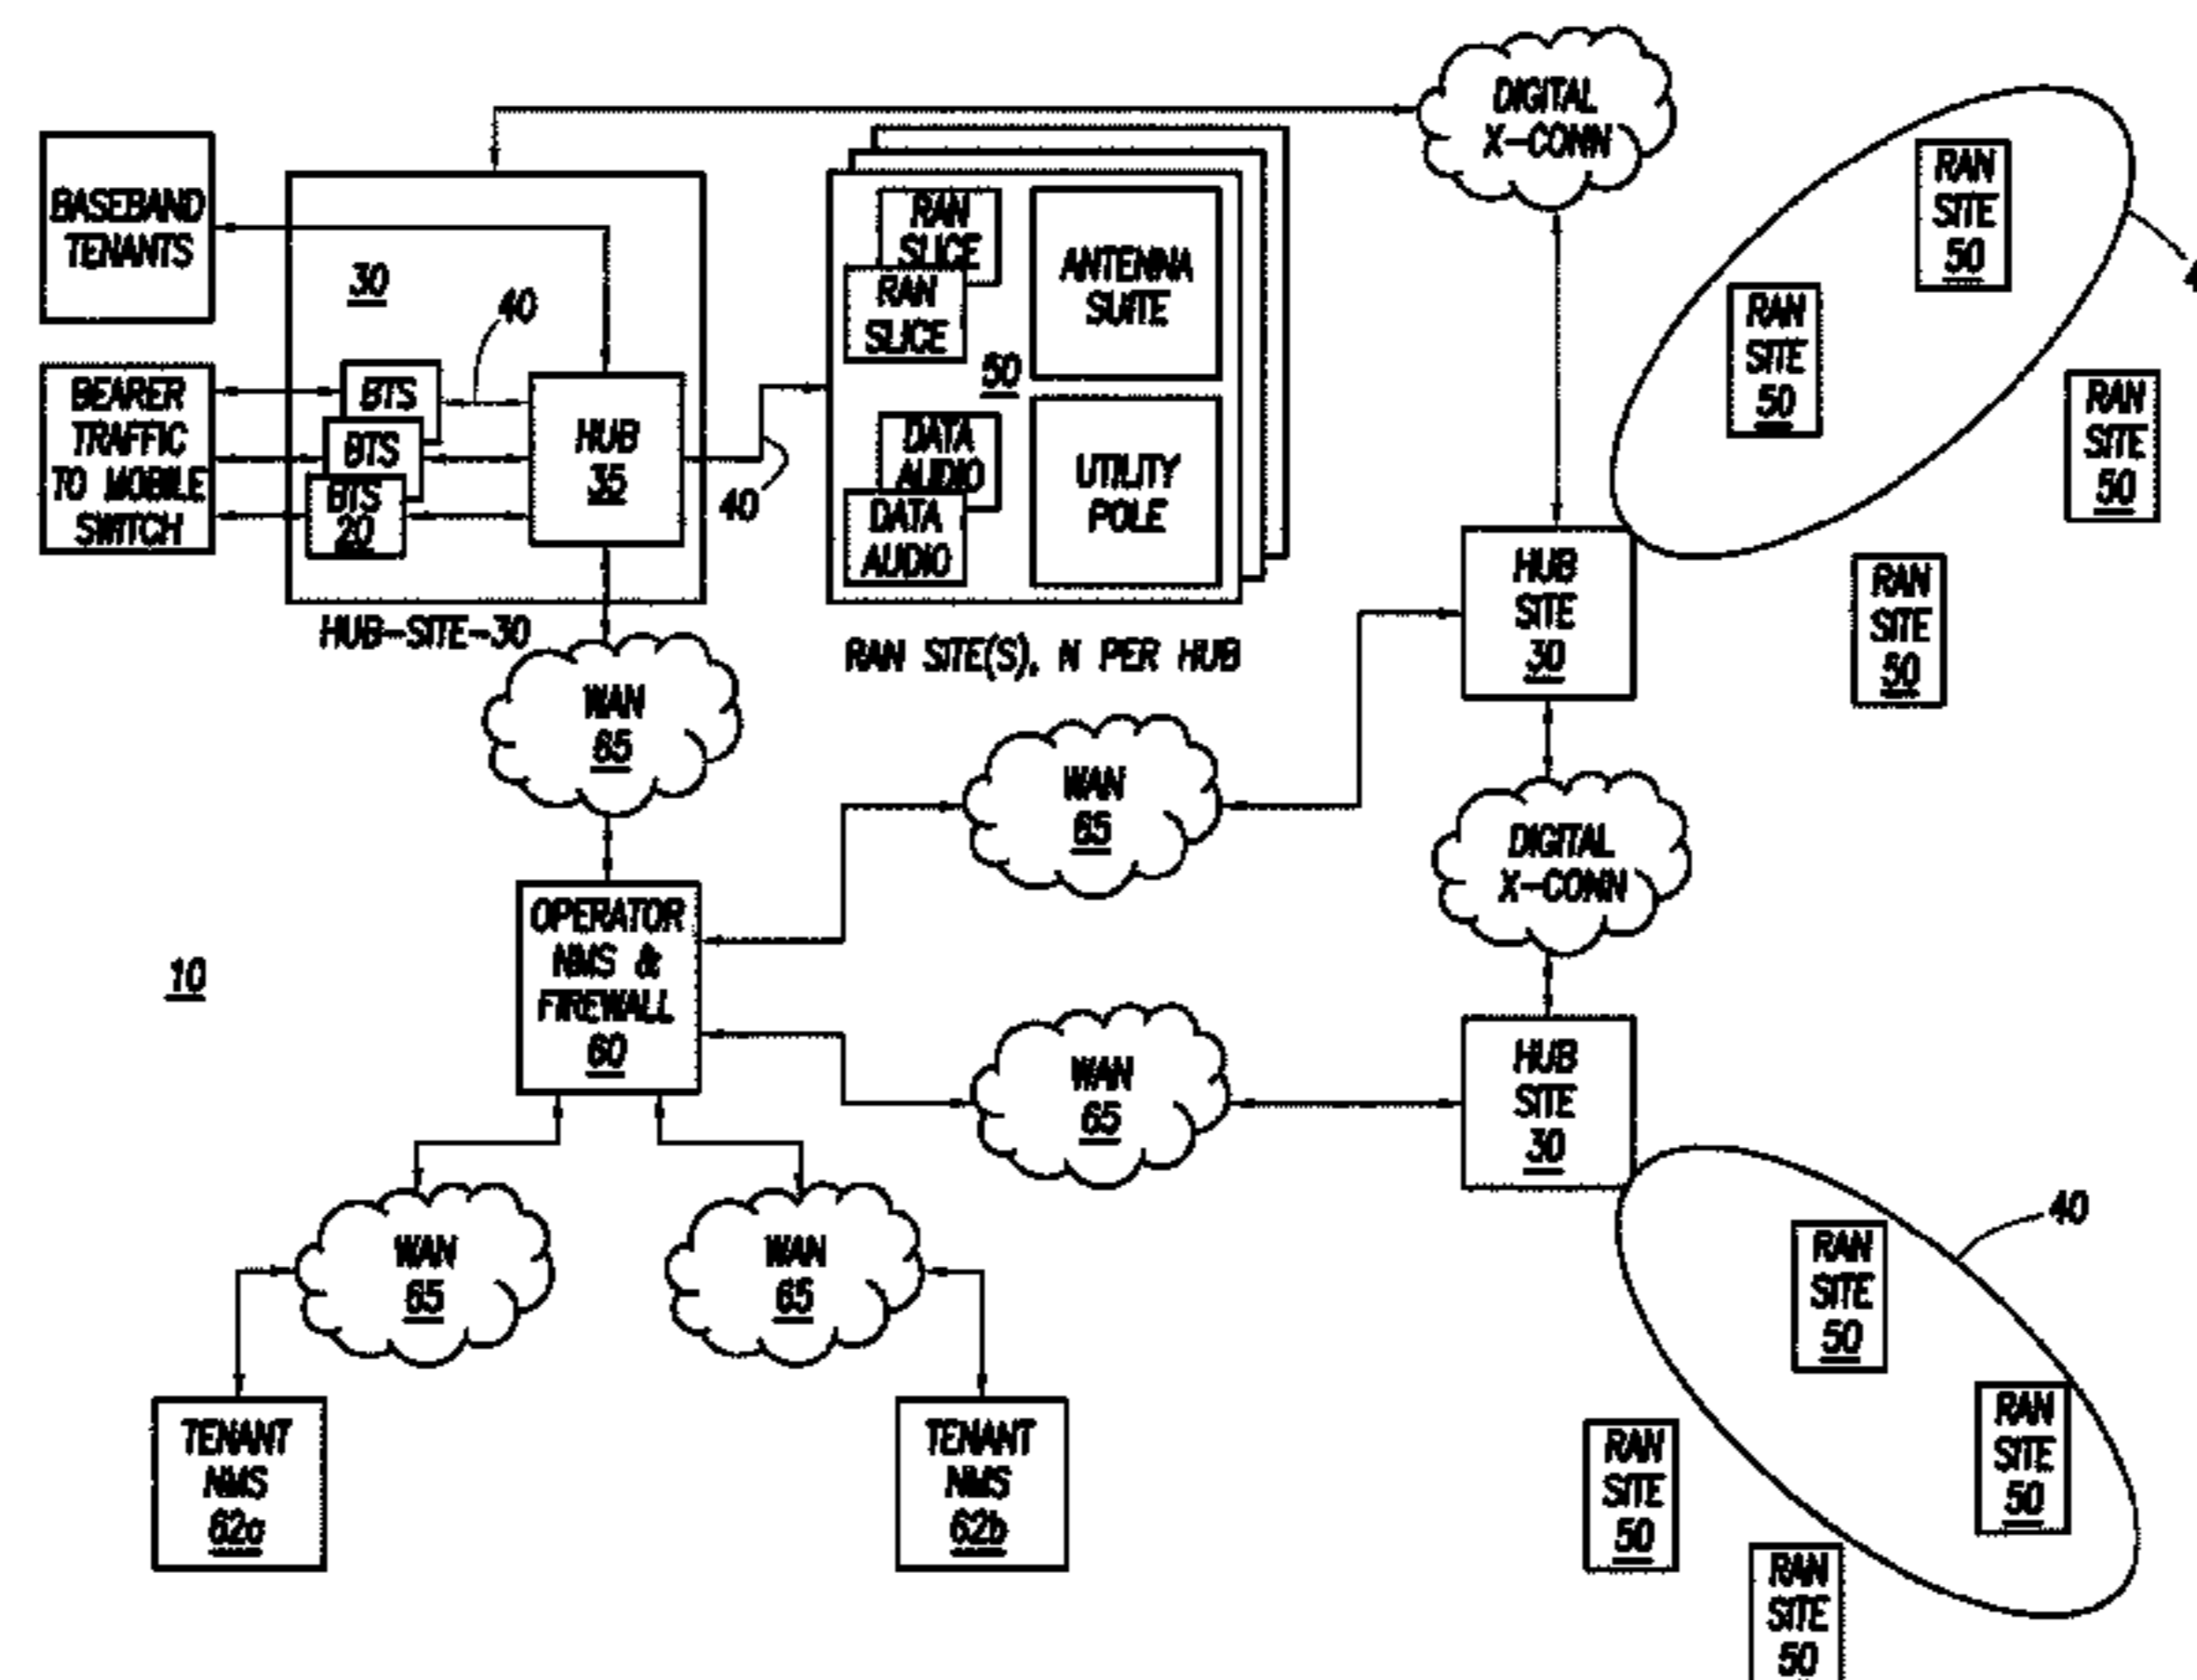 DIGITAL
X-CONN
BASEBAND
TENANTS
30
40
BEARER
TRAFFIC
TO MOBILE
SWITCH
BTS
BTS
BTS
20
HUB
35
40
HUB-SITE-30
RAN
SLICE
RAN
SLICE
50
ANTENNA
SUITE
DATA
AUDIO
DATA
AUDIO
UTILITY
POLE
RAN SITE(S), N PER HUB
RAN
SITE
50
RAN
SITE
50
RAN
SITE
50
RAN
SITE
50
HUB
SITE
30
WAN
65
WAN
65
DIGITAL
X-CONN
OPERATOR
NMS &
FIREWALL
60
10
WAN
65
HUB
SITE
30
WAN
65
WAN
65
40
RAN
SITE
50
RAN
SITE
50
RAN
SITE
50
RAN
SITE
50
TENANT
NMS
62a
TENANT
NMS
62b